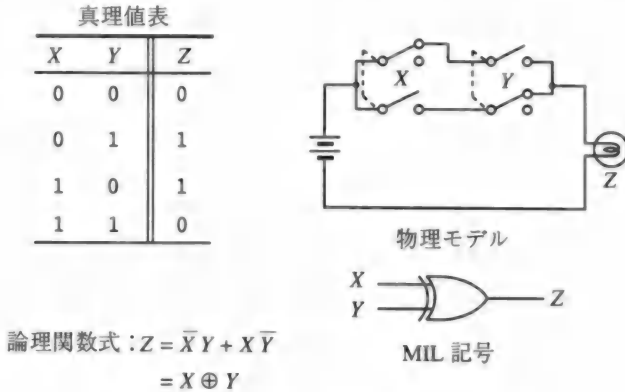 真理値表
X Y Z
0 0 0
0 1 1
1 0 1
1 1 0
X Y
Z
物理モデル
X
Y
Z
MIL 記号
論理関数式:Z = X̅ Y + X Y̅
= X ⊕ Y